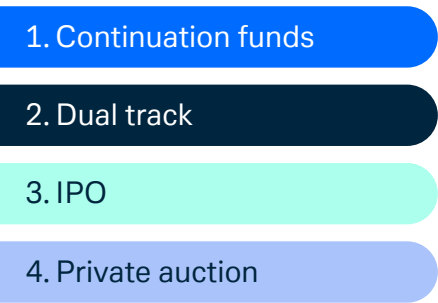 1. Continuation funds
2. Dual track
3. IPO
4. Private auction